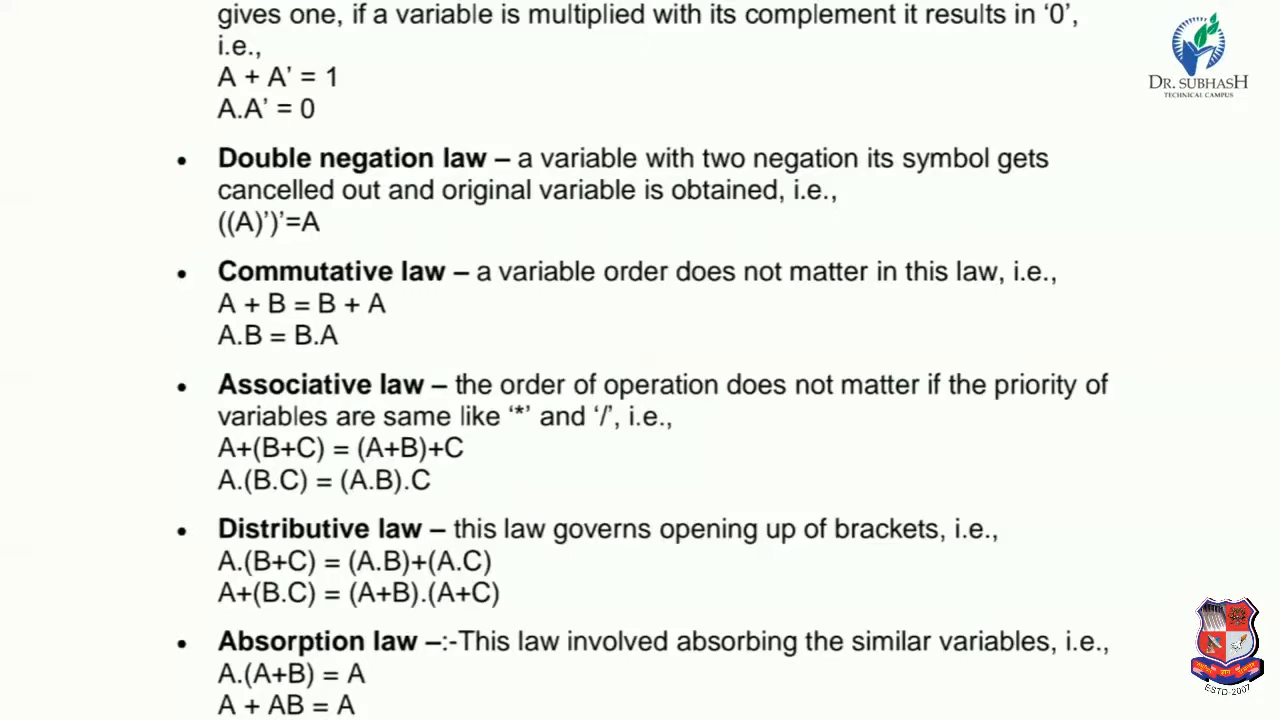 gives one, if a variable is multiplied with its complement it results in ‘0’,
i.e.,
A + A’ = 1
A.A’ = 0
DR. SUBHASH
TECHNICAL CAMPUS
• Double negation law – a variable with two negation its symbol gets
cancelled out and original variable is obtained, i.e.,
((A)’)’=A
• Commutative law – a variable order does not matter in this law, i.e.,
A + B = B + A
A.B = B.A
• Associative law – the order of operation does not matter if the priority of
variables are same like ‘*’ and ‘/’, i.e.,
A+(B+C) = (A+B)+C
A.(B.C) = (A.B).C
• Distributive law – this law governs opening up of brackets, i.e.,
A.(B+C) = (A.B)+(A.C)
A+(B.C) = (A+B).(A+C)
• Absorption law –:-This law involved absorbing the similar variables, i.e.,
A.(A+B) = A
A + AB = A
ESTD-2007